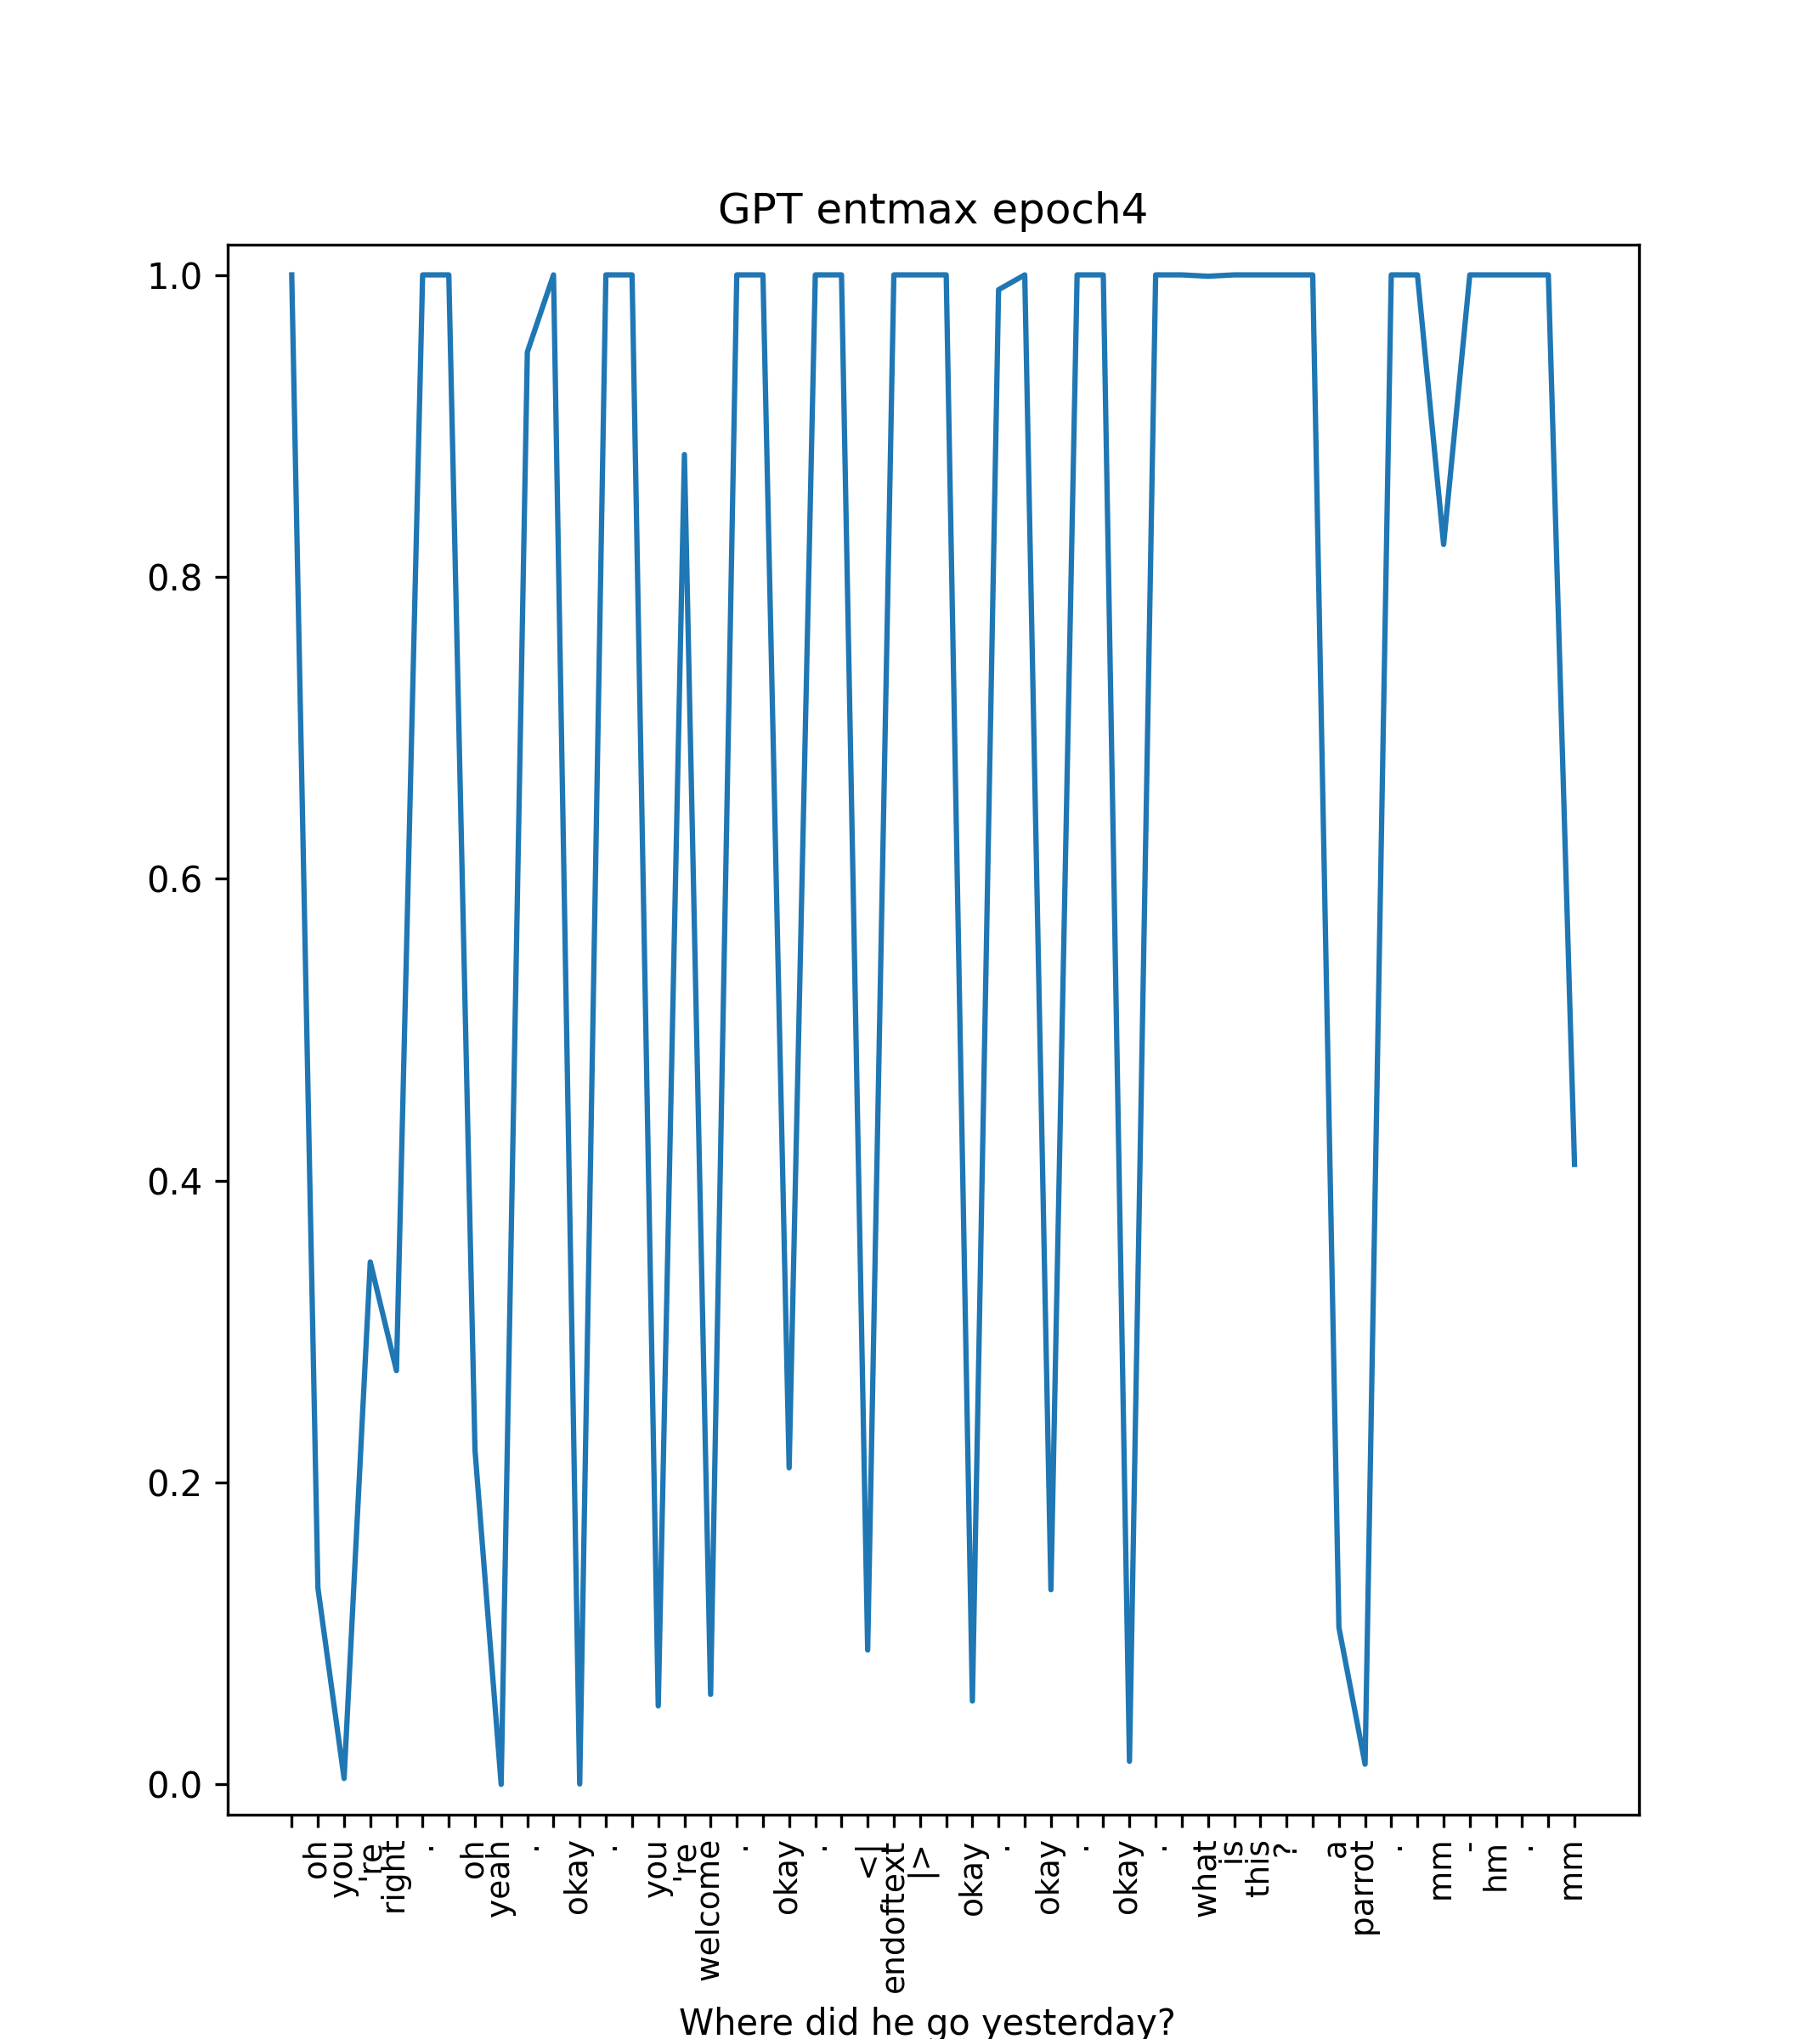 GPT entmax epoch4
1.0
0.8
0.6
0.4
0.2
0.0
oh
you
're
right
.
oh
yeah
.
okay
.
you
're
welcome
.
okay
.
<|
endoftext
|>
okay
.
okay
.
okay
.
what
is
this
?
a
parrot
.
mm
-
hm
.
mm
Where did he go yesterday?